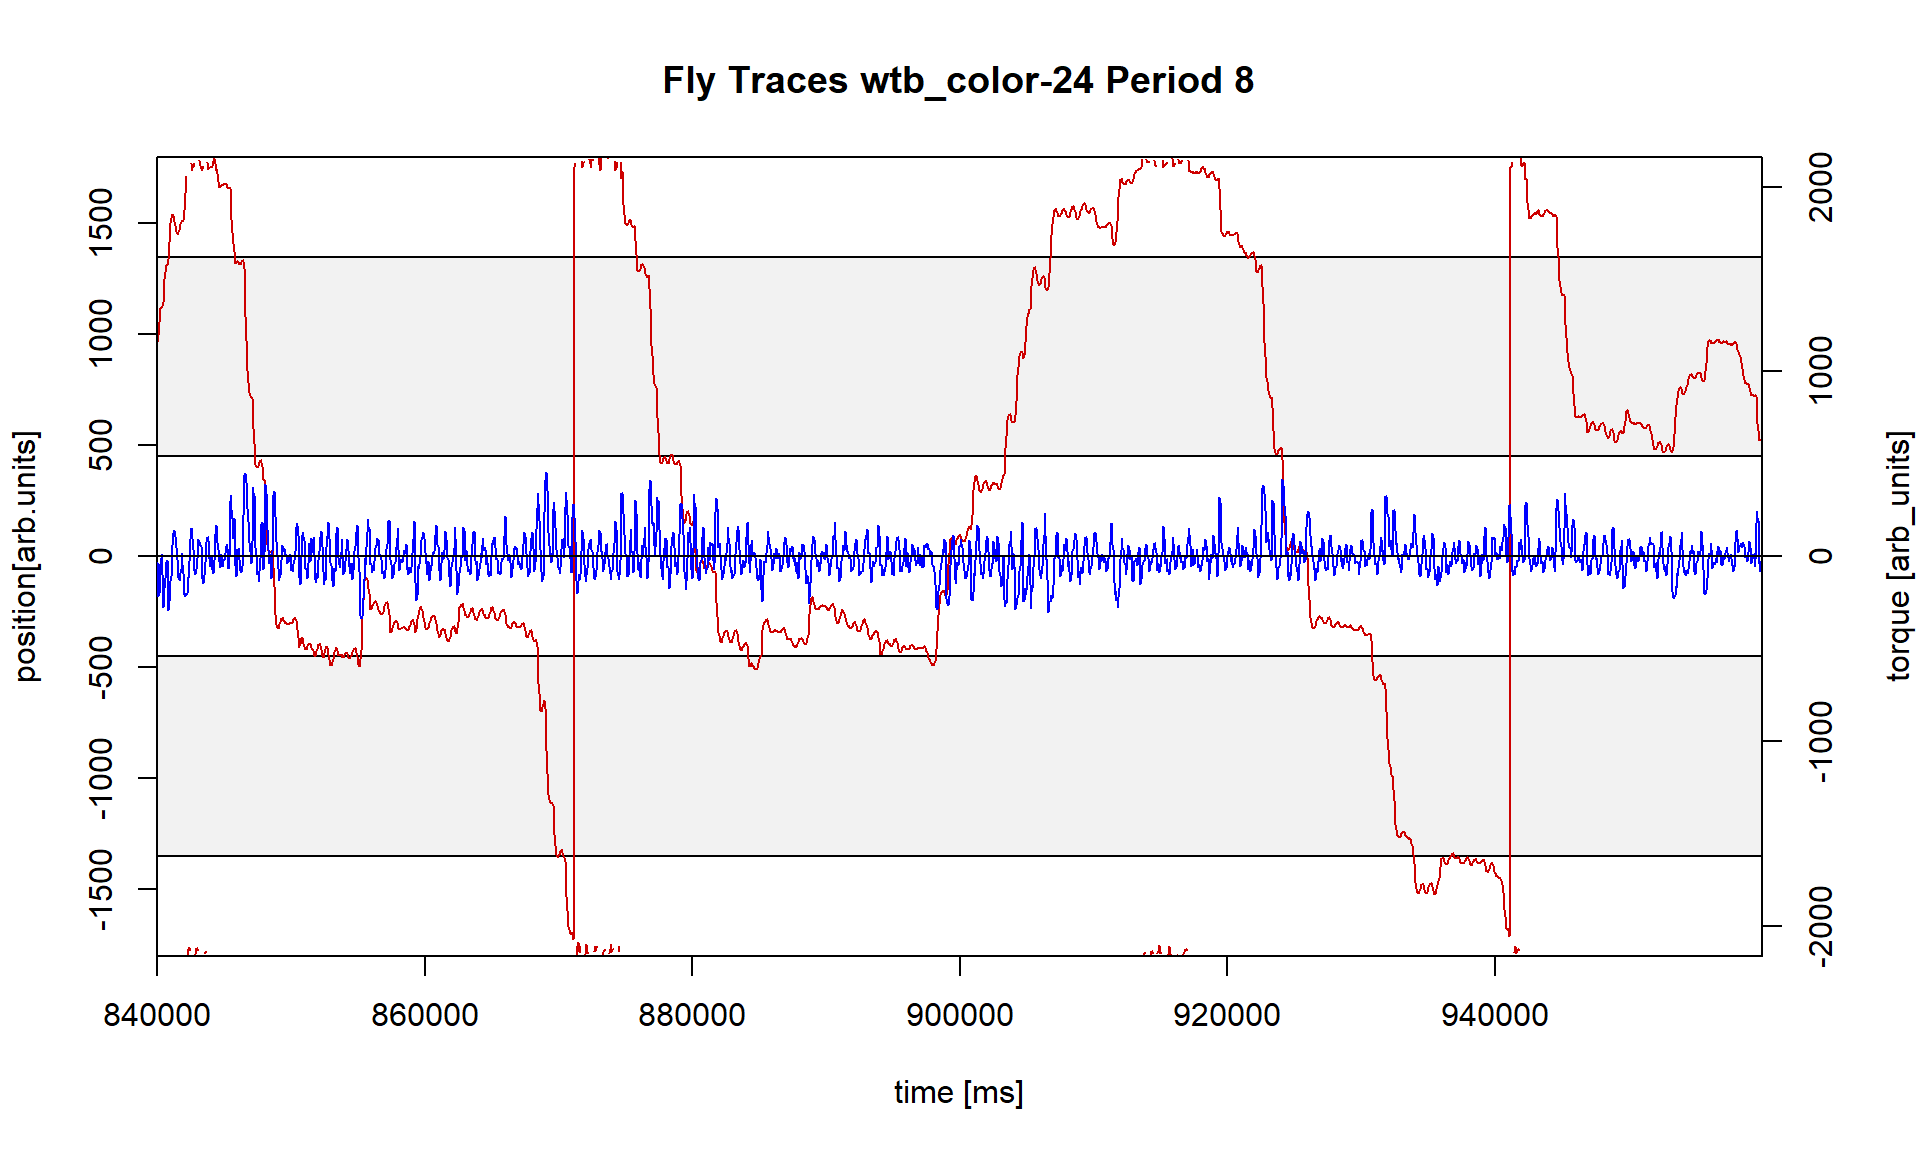 Fly Traces wtb_color-24 Period 8
position[arb.units]
1500
1000
500
0
-500
-1000
-1500
2000
1000
0
-1000
-2000
torque [arb_units]
840000 860000 880000 900000 920000 940000
time [ms]